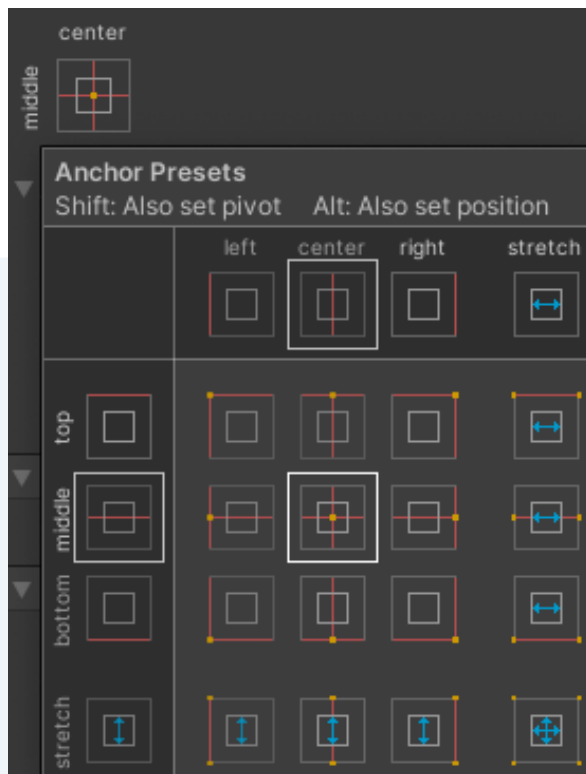 center
middle
Anchor Presets
Shift: Also set pivot Alt: Also set position
left center right stretch
top
middle
bottom
stretch